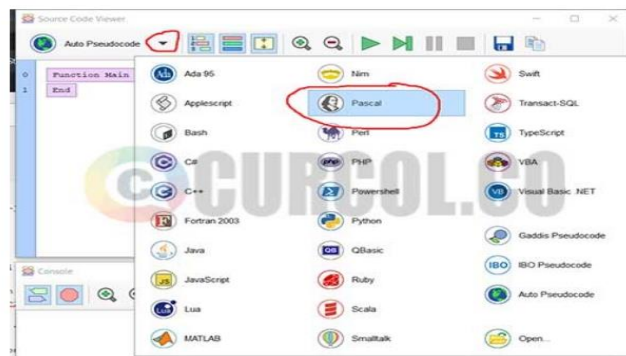 Source Code Viewer
Auto Pseudocode
0 Function Main
1 End
Ada 95
Applescript
Bash
C#
C++
Fortran 2003
Java
JavaScript
Lua
MATLAB
Nim
Pascal
Perl
PHP
Powershell
Python
QBasic
Ruby
Scala
Smalltalk
Swift
Transact-SQL
TypeScript
VBA
Visual Basic .NET
Gaddis Pseudocode
IBO Pseudocode
Auto Pseudocode
Open...
Console
CURCOL.CO